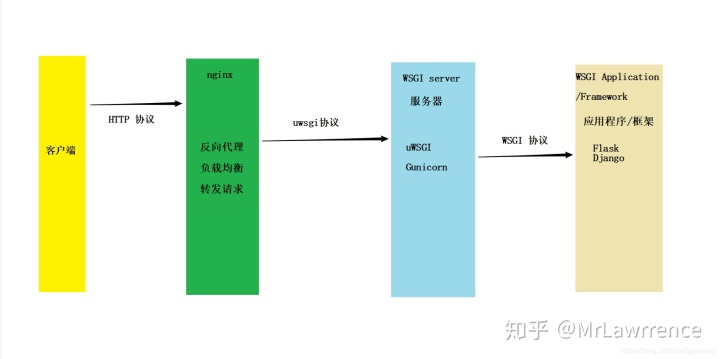 客户端
HTTP 协议
nginx
反向代理
负载均衡
转发请求
uwsgi协议
WSGI server
服务器
uWSGI
Gunicorn
WSGI 协议
WSGI Application
/Framework
应用程序/框架
Flask
Django
知乎 @MrLawrrence